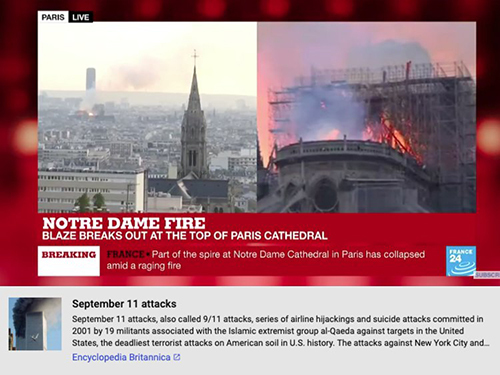 PARIS LIVE
NOTRE DAME FIRE
BLAZE BREAKS OUT AT THE TOP OF PARIS CATHEDRAL
BREAKING
FRANCE • Part of the spire at Notre Dame Cathedral in Paris has collapsed
amid a raging fire
FRANCE
24
SUBSCRI
September 11 attacks
September 11 attacks, also called 9/11 attacks, series of airline hijackings and suicide attacks committed in
2001 by 19 militants associated with the Islamic extremist group al-Qaeda against targets in the United
States, the deadliest terrorist attacks on American soil in U.S. history. The attacks against New York City and...
Encyclopedia Britannica